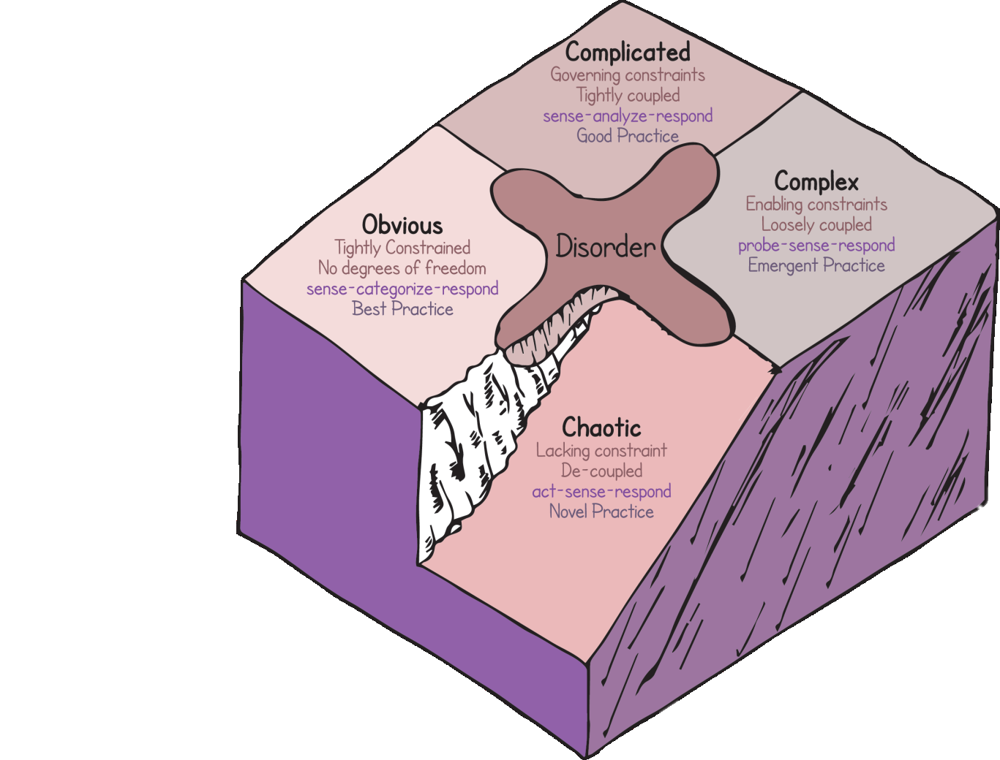 Complicated
Governing constraints
Tightly coupled
sense-analyze-respond
Good Practice
Complex
Enabling constraints
Loosely coupled
probe-sense-respond
Emergent Practice
Obvious
Tightly Constrained
No degrees of freedom
sense-categorize-respond
Best Practice
Disorder
Chaotic
Lacking constraint
De-coupled
act-sense-respond
Novel Practice